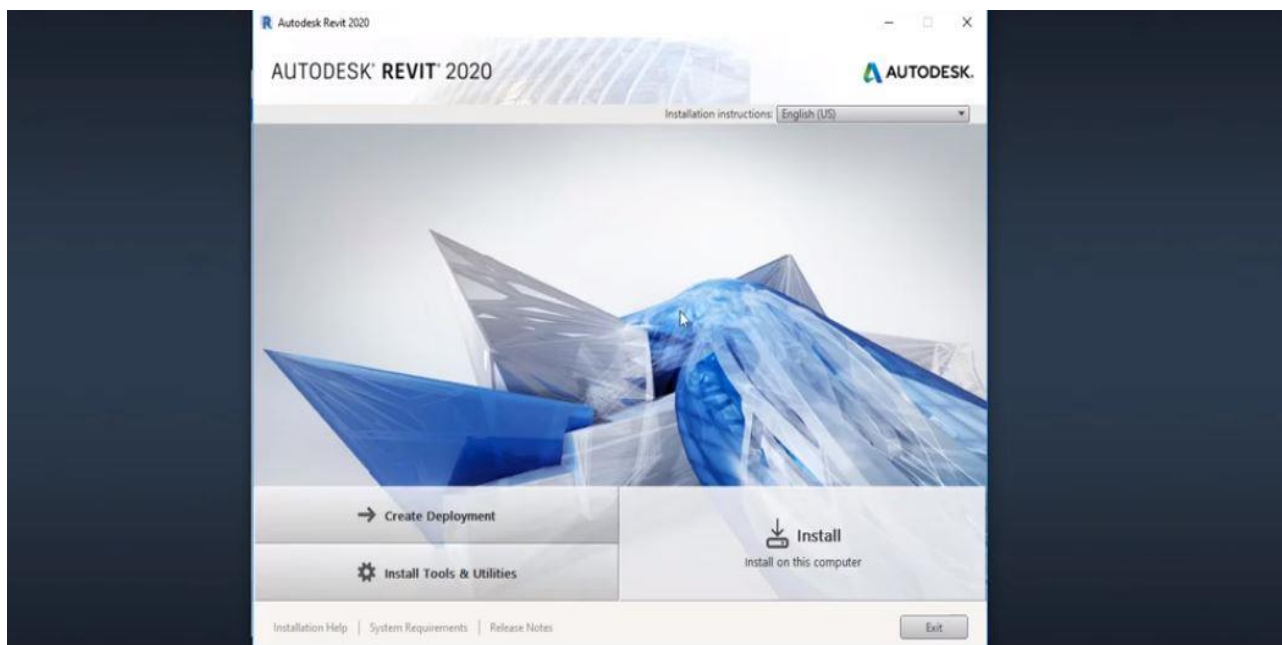 Autodesk Revit 2020
AUTODESK® REVIT® 2020
AUTODESK.
Installation instructions: English (US)
Create Deployment
Install Tools & Utilities
Install
Install on this computer
Installation Help | System Requirements | Release Notes
Exit